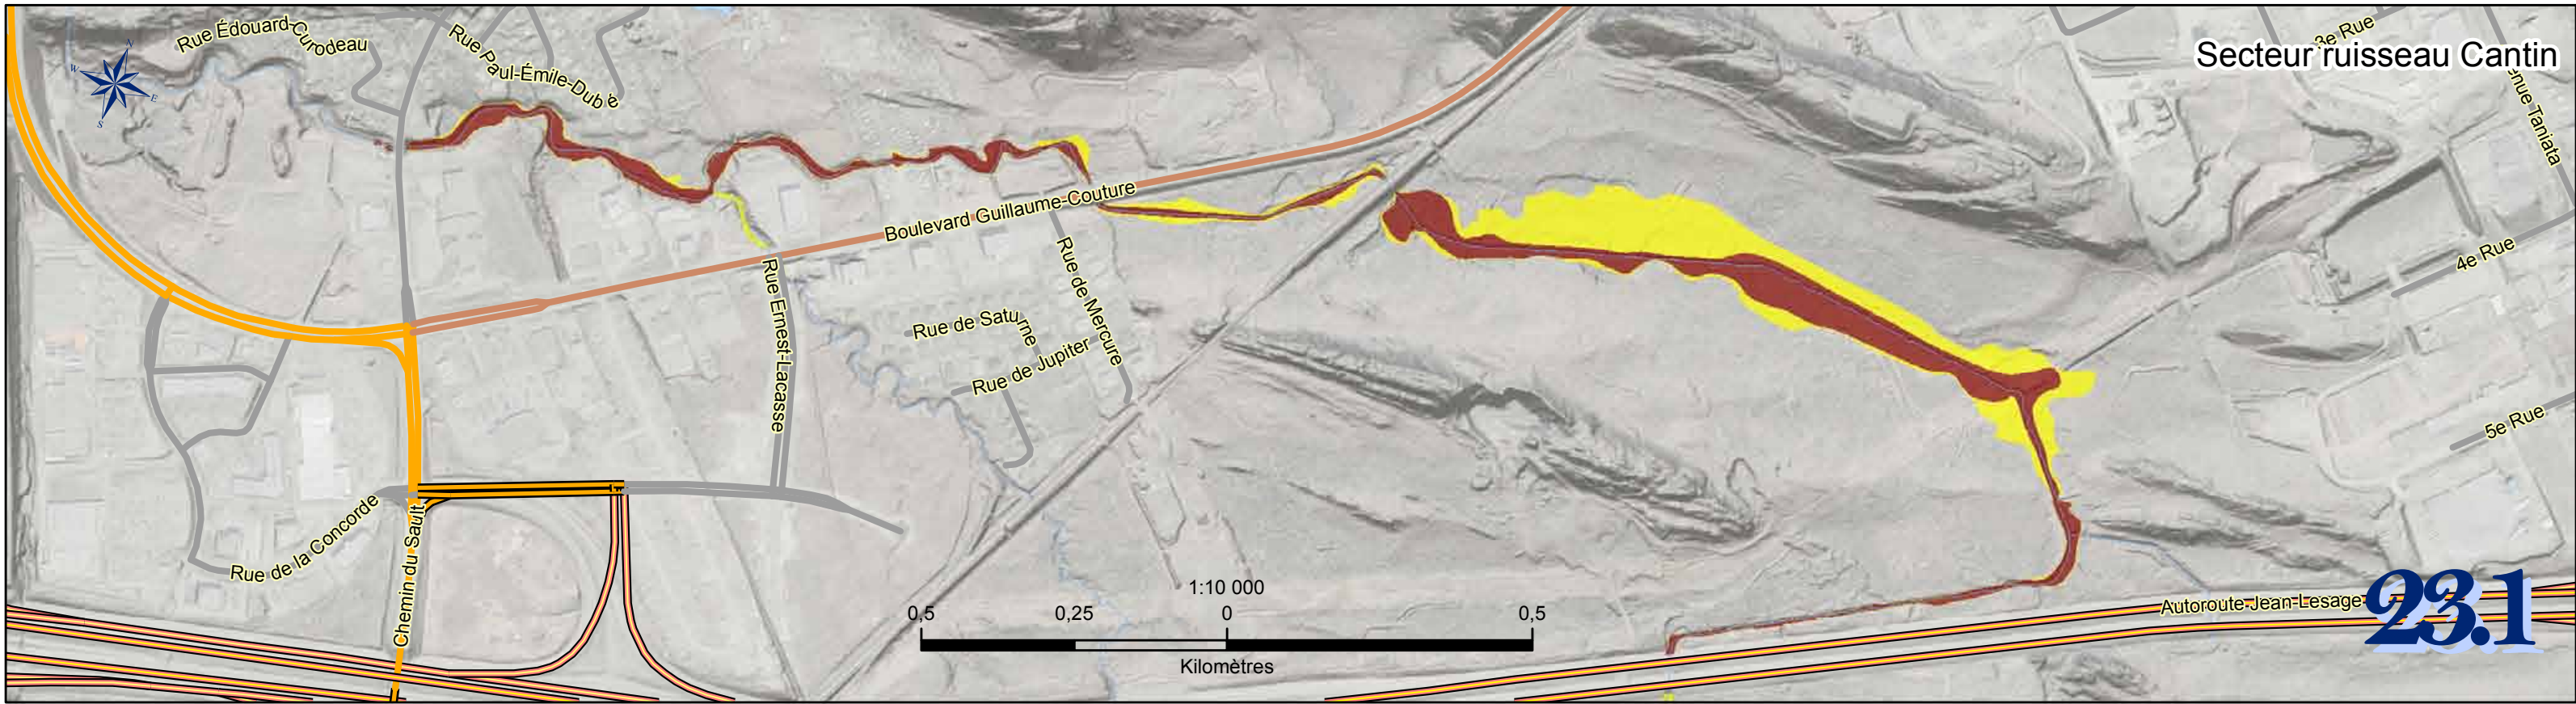 Secteur ruisseau Cantin
Rue Édouard-Curodeau
Rue Paul-Émile-Dubé
3e Rue
N
W
E
S
enue Taniata
Boulevard Guillaume-Couture
Rue de Mercure
4e Rue
Rue Ernest-Lacasse
Rue de Saturne
Rue de Jupiter
5e Rue
Rue de la Concorde
Chemin du Sault
1:10 000
0,5 0,25 0 0,5
Kilomètres
Autoroute Jean Lesage
23.1